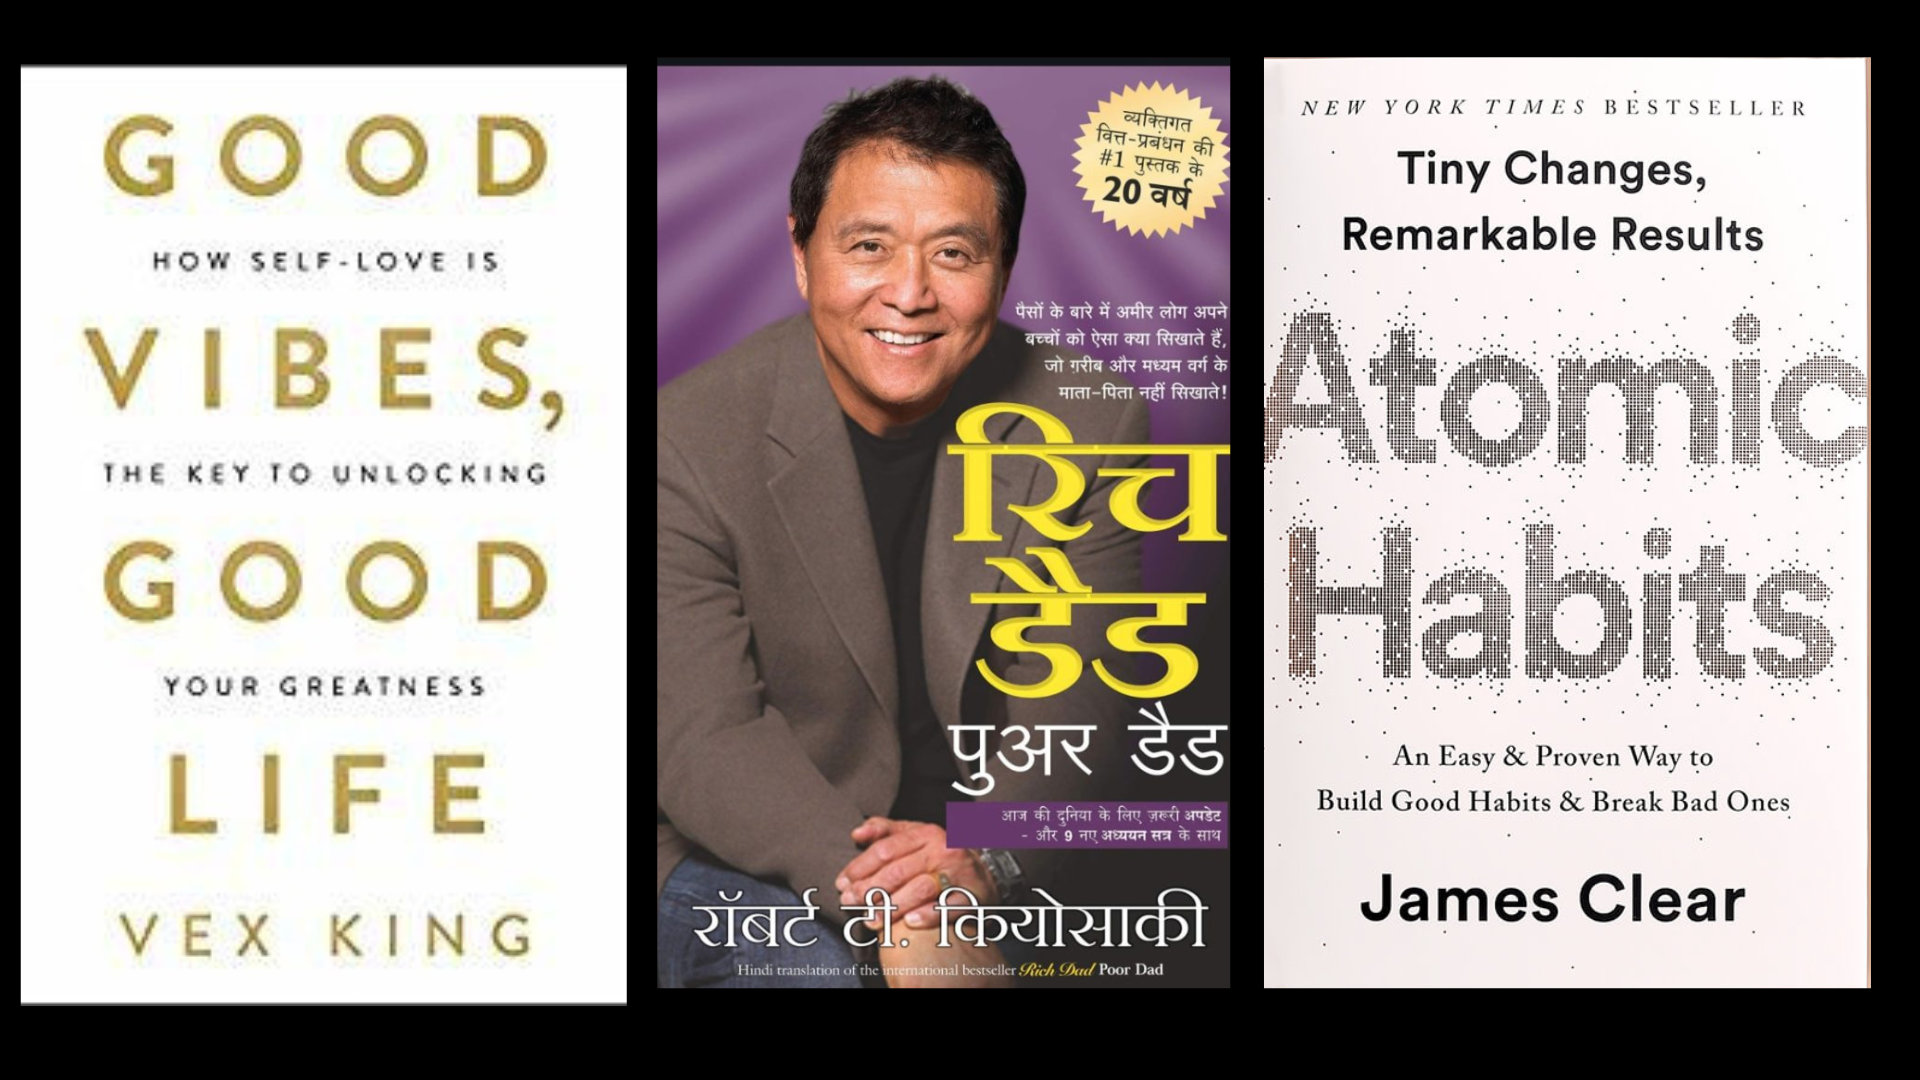 GOOD
HOW SELF-LOVE IS
VIBES,
THE KEY TO UNLOCKING
GOOD
YOUR GREATNESS
LIFE
VEX KING
व्यक्तिगत
वित्त-प्रबंधन की
#1 पुस्तक के
20 वर्ष
पैसों के बारे में अमीर लोग अपने
बच्चों को ऐसा क्या सिखाते हैं,
जो ग़रीब और मध्यम वर्ग के
माता-पिता नहीं सिखाते!
रिच
डैड
पुअर डैड
आज की दुनिया के लिए ज़रूरी अपडेट
- और 9 नए अध्ययन सत्र के साथ
रॉबर्ट टी. कियोसाकी
Hindi translation of the international bestseller Rich Dad Poor Dad
NEW YORK TIMES BESTSELLER
Tiny Changes,
Remarkable Results
Atomic
Habits
An Easy & Proven Way to
Build Good Habits & Break Bad Ones
James Clear